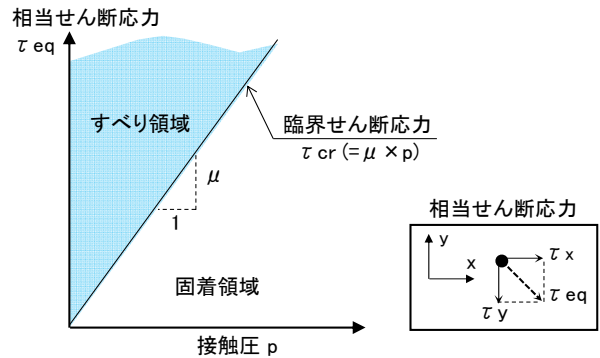 相当せん断応力
τ eq
すべり領域
臨界せん断応力
τ cr (=μ × p)
μ
1
固着領域
接触圧 p
相当せん断応力
y
x
τ x
τ y
τ eq